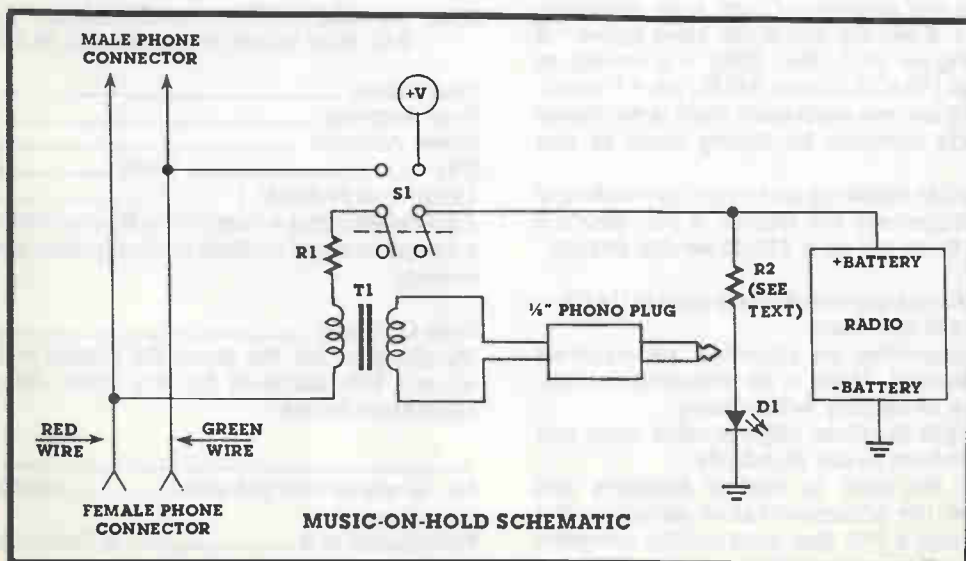 MALE PHONE
CONNECTOR
+V
S1
R1
T1
⅛" PHONO PLUG
R2
(SEE
TEXT)
+BATTERY
RADIO
-BATTERY
D1
RED
WIRE
GREEN
WIRE
FEMALE PHONE
CONNECTOR
MUSIC-ON-HOLD SCHEMATIC